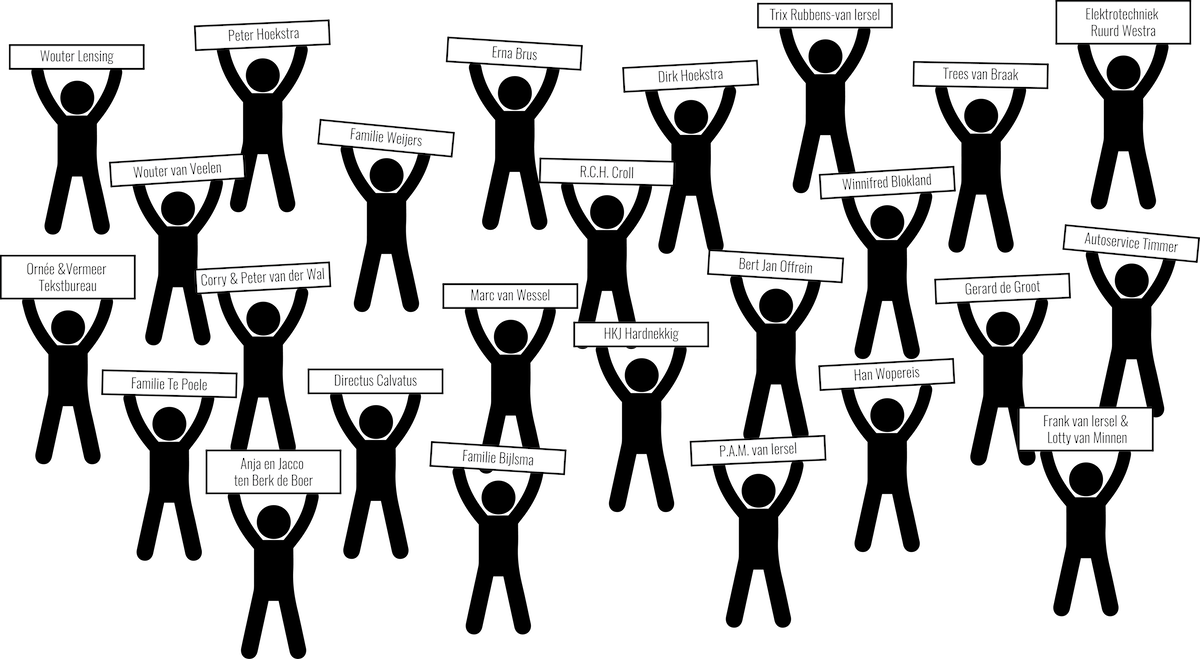 Trix Rubbens-van Iersel
Elektrotechniek
Ruurd Westra
Peter Hoekstra
Wouter Lensing
Erna Brus
Dirk Hoekstra
Trees van Braak
Familie Weijers
Wouter van Veelen
R.C.H. Croll
Winnifred Blokland
Autoservice Timmer
Ornée &Vermeer
Tekstbureau
Corry & Peter van der Wal
Bert Jan Offrein
Gerard de Groot
Marc van Wessel
HKJ Hardnekkig
Familie Te Poele
Directus Calvatus
Han Wopereis
Frank van Iersel &
Lotty van Minnen
Anja en Jacco
ten Berk de Boer
Familie Bijlsma
P.A.M. van Iersel